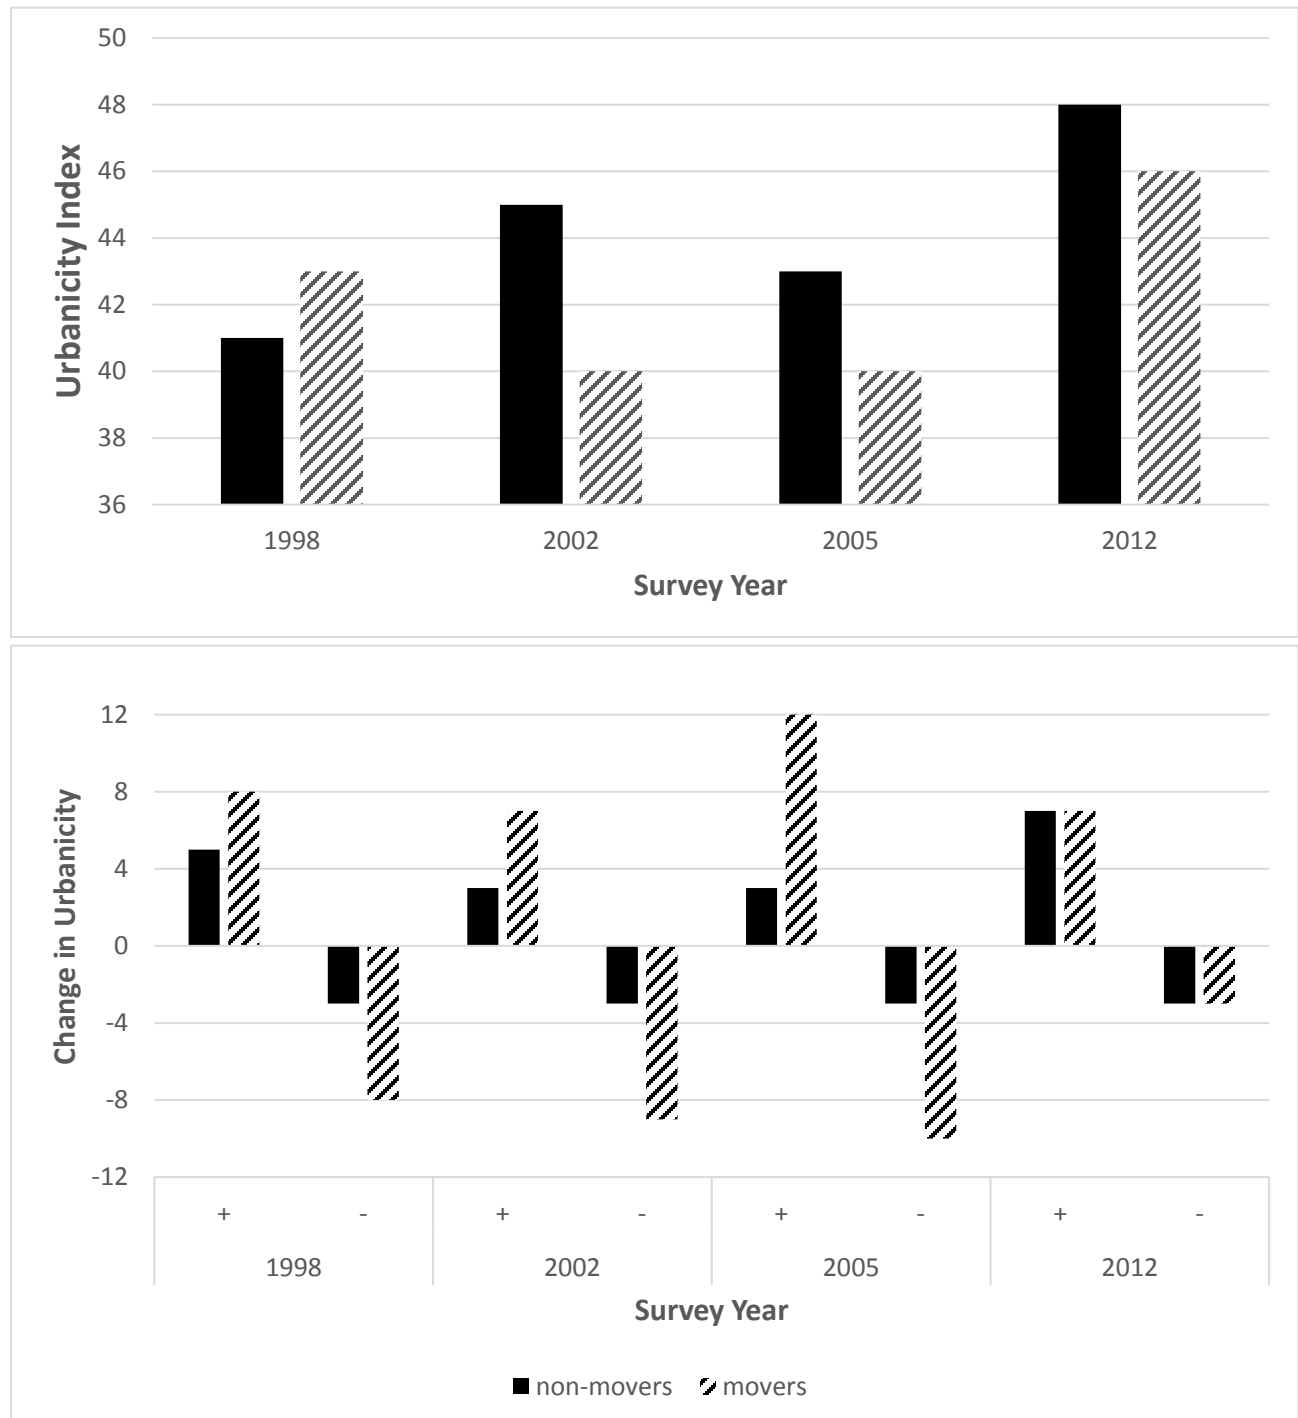 50
48
46
44
42
40
38
36
Urbanicity Index
1998 2002 2005 2012
Survey Year
12
8
4
0
-4
-8
-12
Change in Urbanicity
+ - + - + - + -
1998 2002 2005 2012
Survey Year
non-movers movers